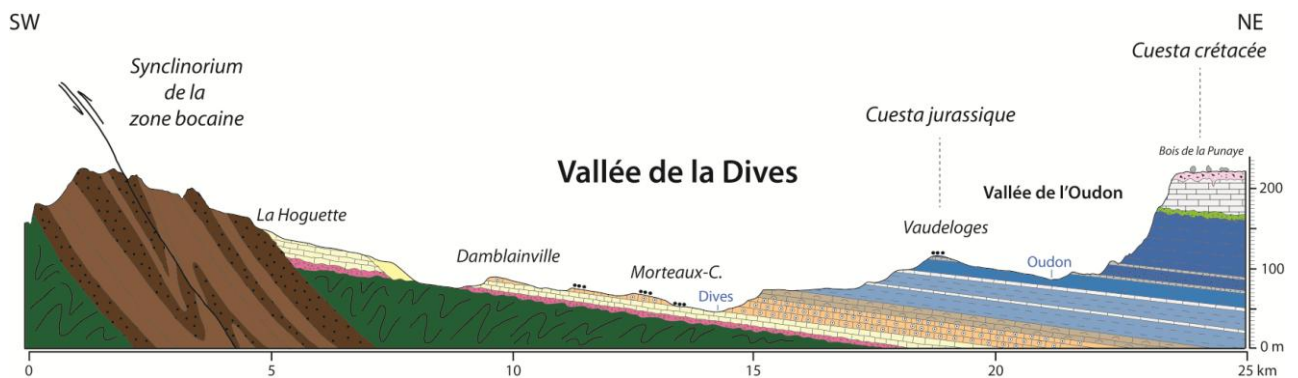 SW
NE
Synclinorium
de la
zone bocaine
Cuesta crétacée
Cuesta jurassique
Vallée de la Dives
Bois de la Punaye
Vallée de l'Oudon
200
La Hoguette
Vaudeloges
Damblainville
Morteaux-C.
Oudon
100
Dives
0 m
0
5
10
15
20
25 km